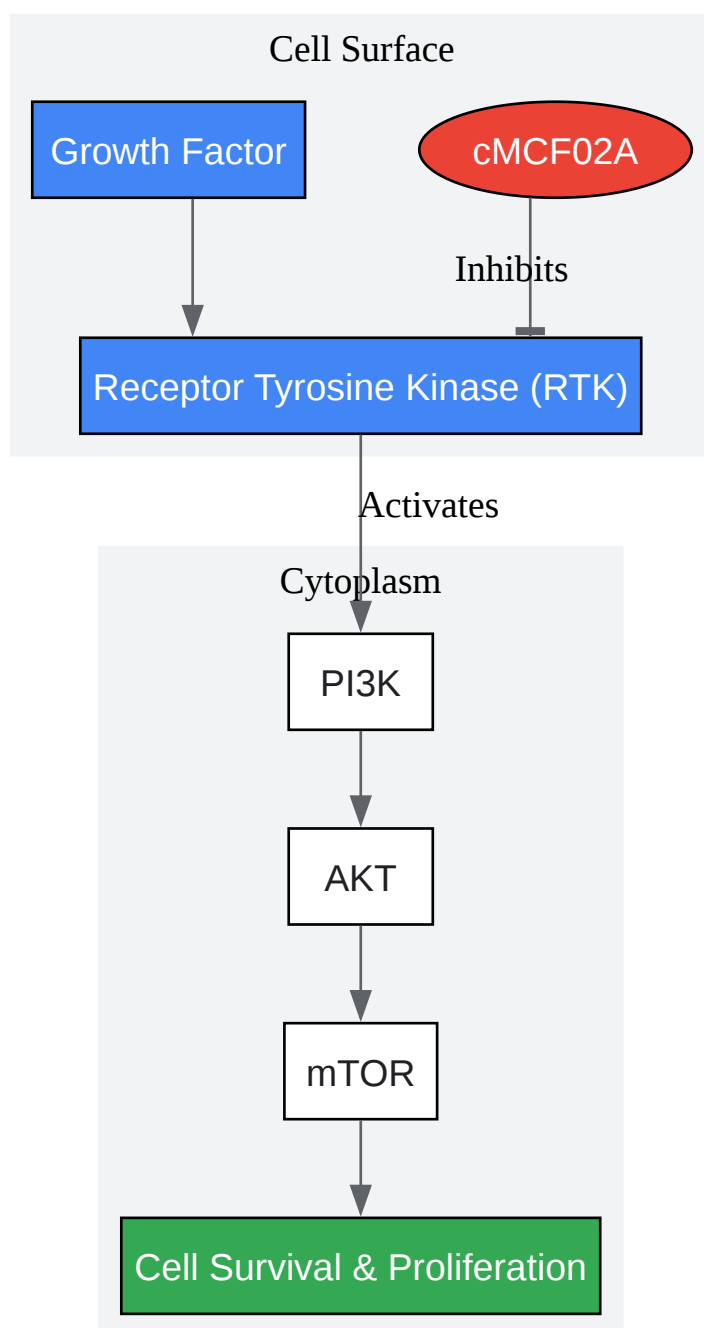 Cell Surface
Growth Factor
cMCF02A
Inhibits
Receptor Tyrosine Kinase (RTK)
Activates
Cytoplasm
PI3K
AKT
mTOR
Cell Survival & Proliferation